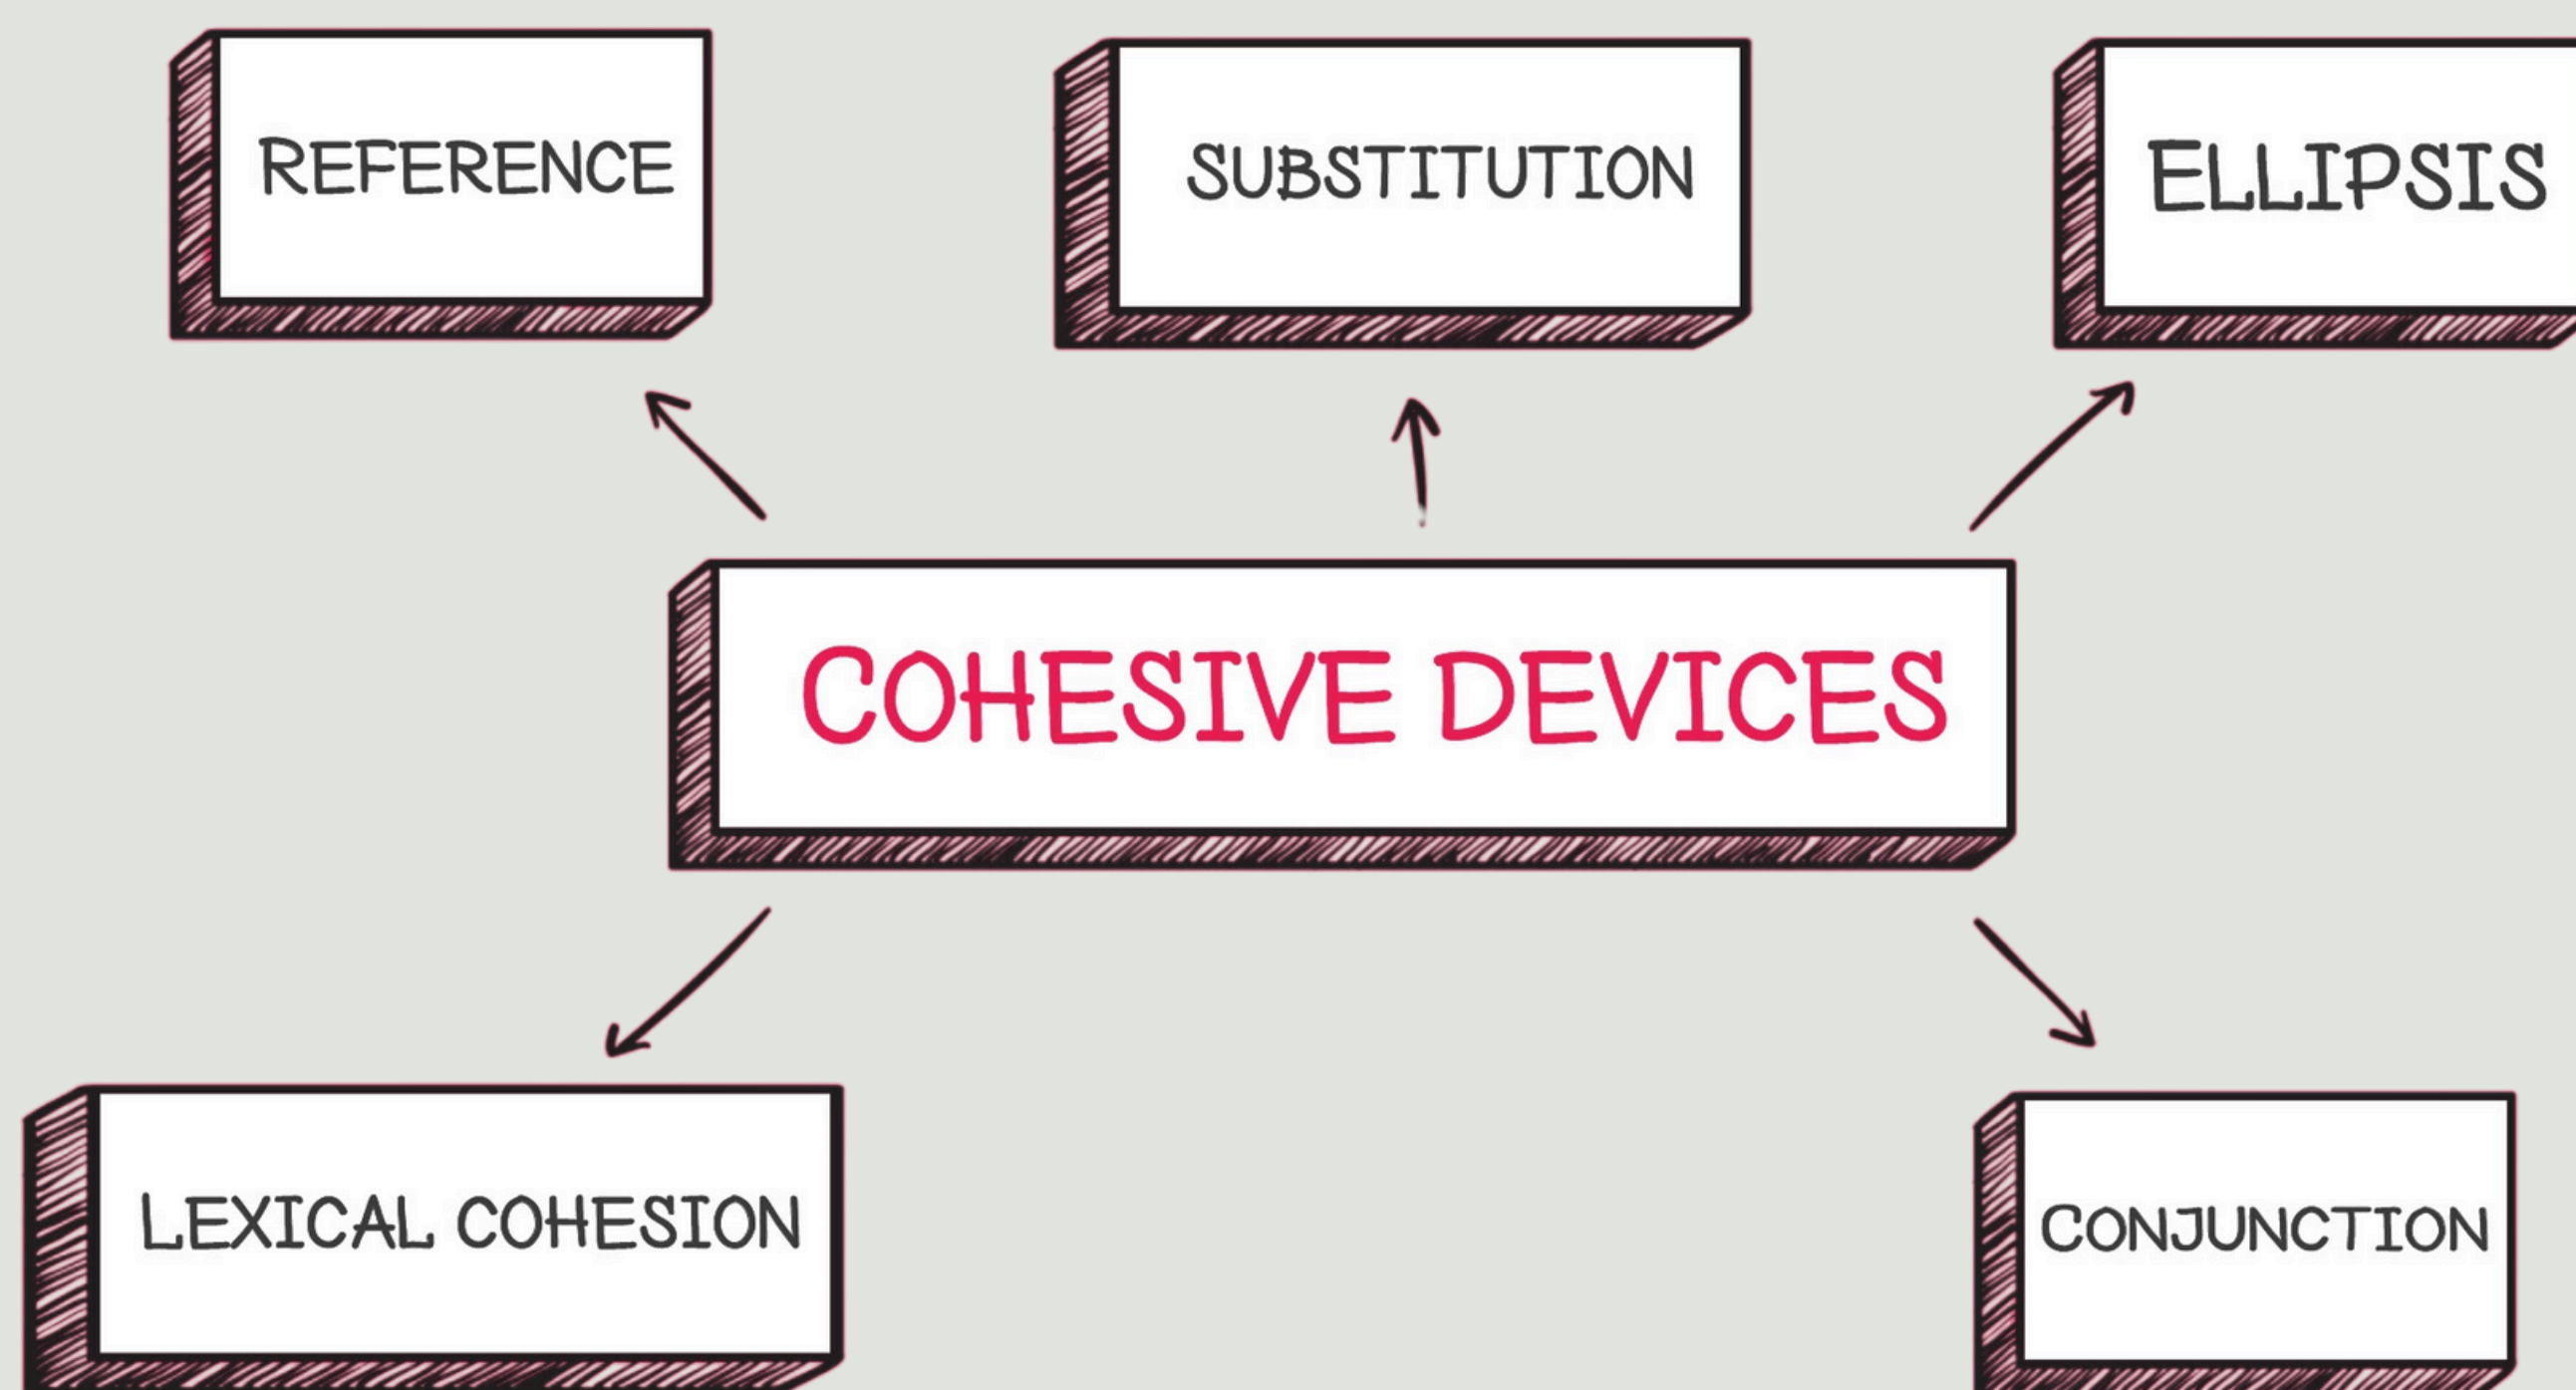 REFERENCE
SUBSTITUTION
ELLIPSIS
COHESIVE DEVICES
LEXICAL COHESION
CONJUNCTION